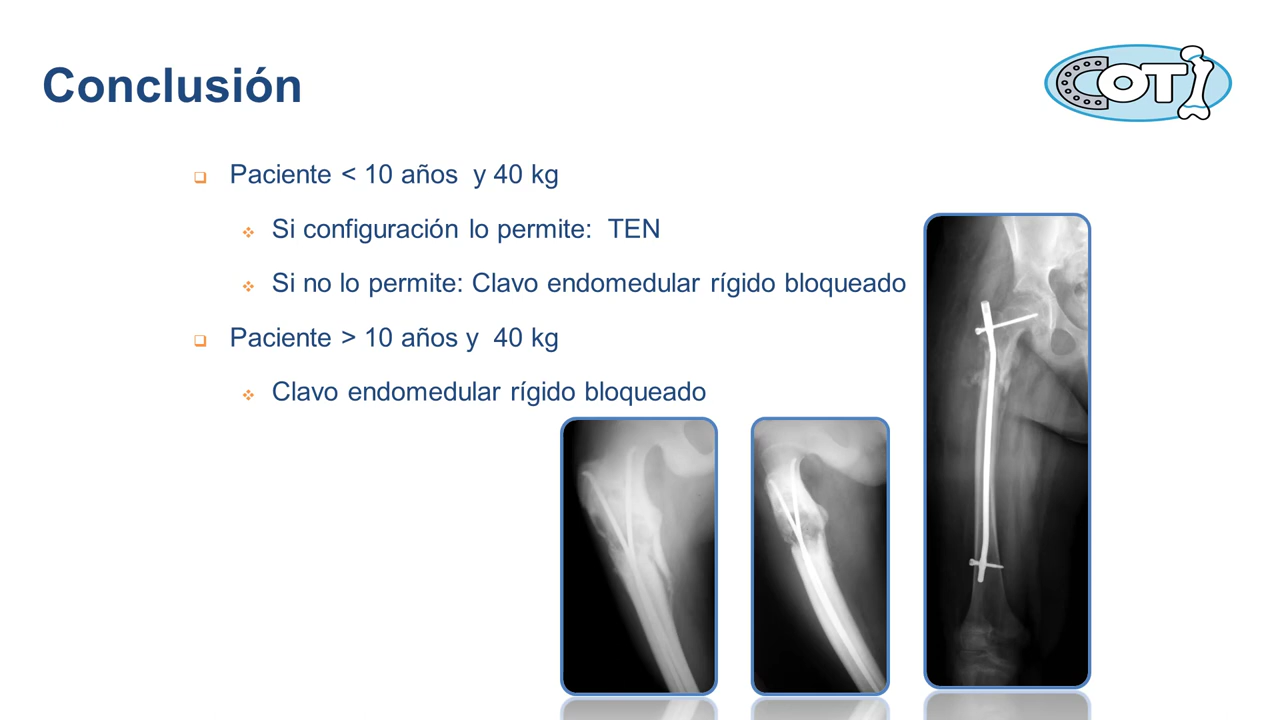 Conclusión
COTI
Paciente < 10 años y 40 kg
Si configuración lo permite: TEN
Si no lo permite: Clavo endomedular rígido bloqueado
Paciente > 10 años y 40 kg
Clavo endomedular rígido bloqueado